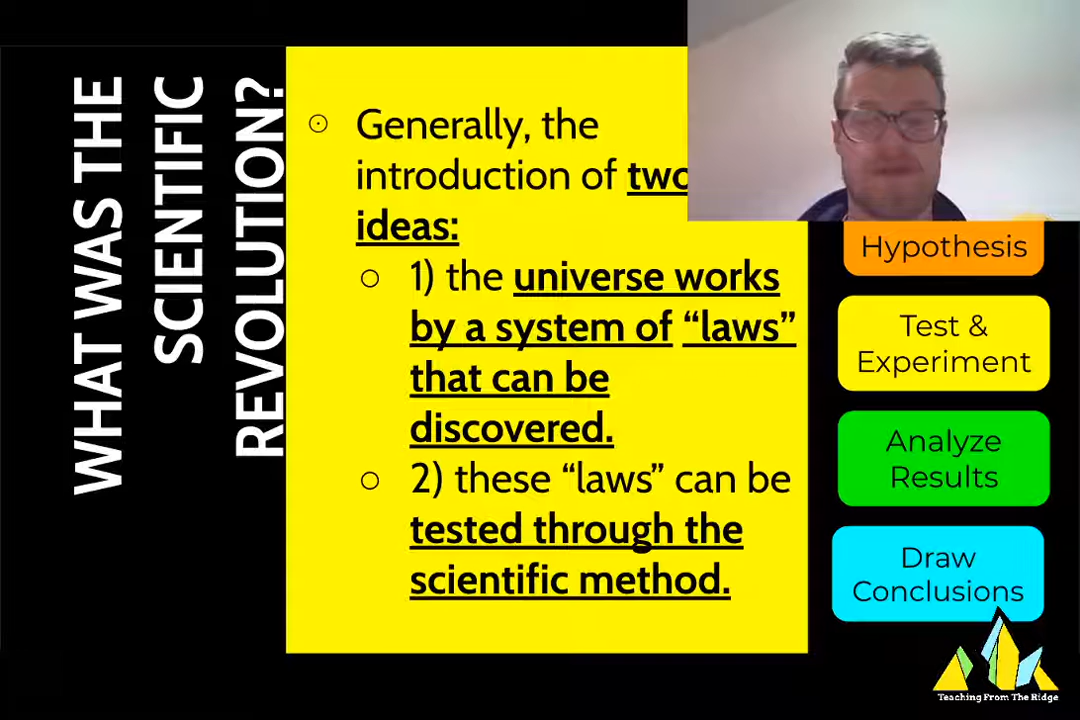 WHAT WAS THE
SCIENTIFIC
REVOLUTION?
Generally, the
introduction of two
ideas:
1) the universe works
by a system of “laws”
that can be
discovered.
2) these “laws” can be
tested through the
scientific method.
Hypothesis
Test &
Experiment
Analyze
Results
Draw
Conclusions
Teaching From The Ridge